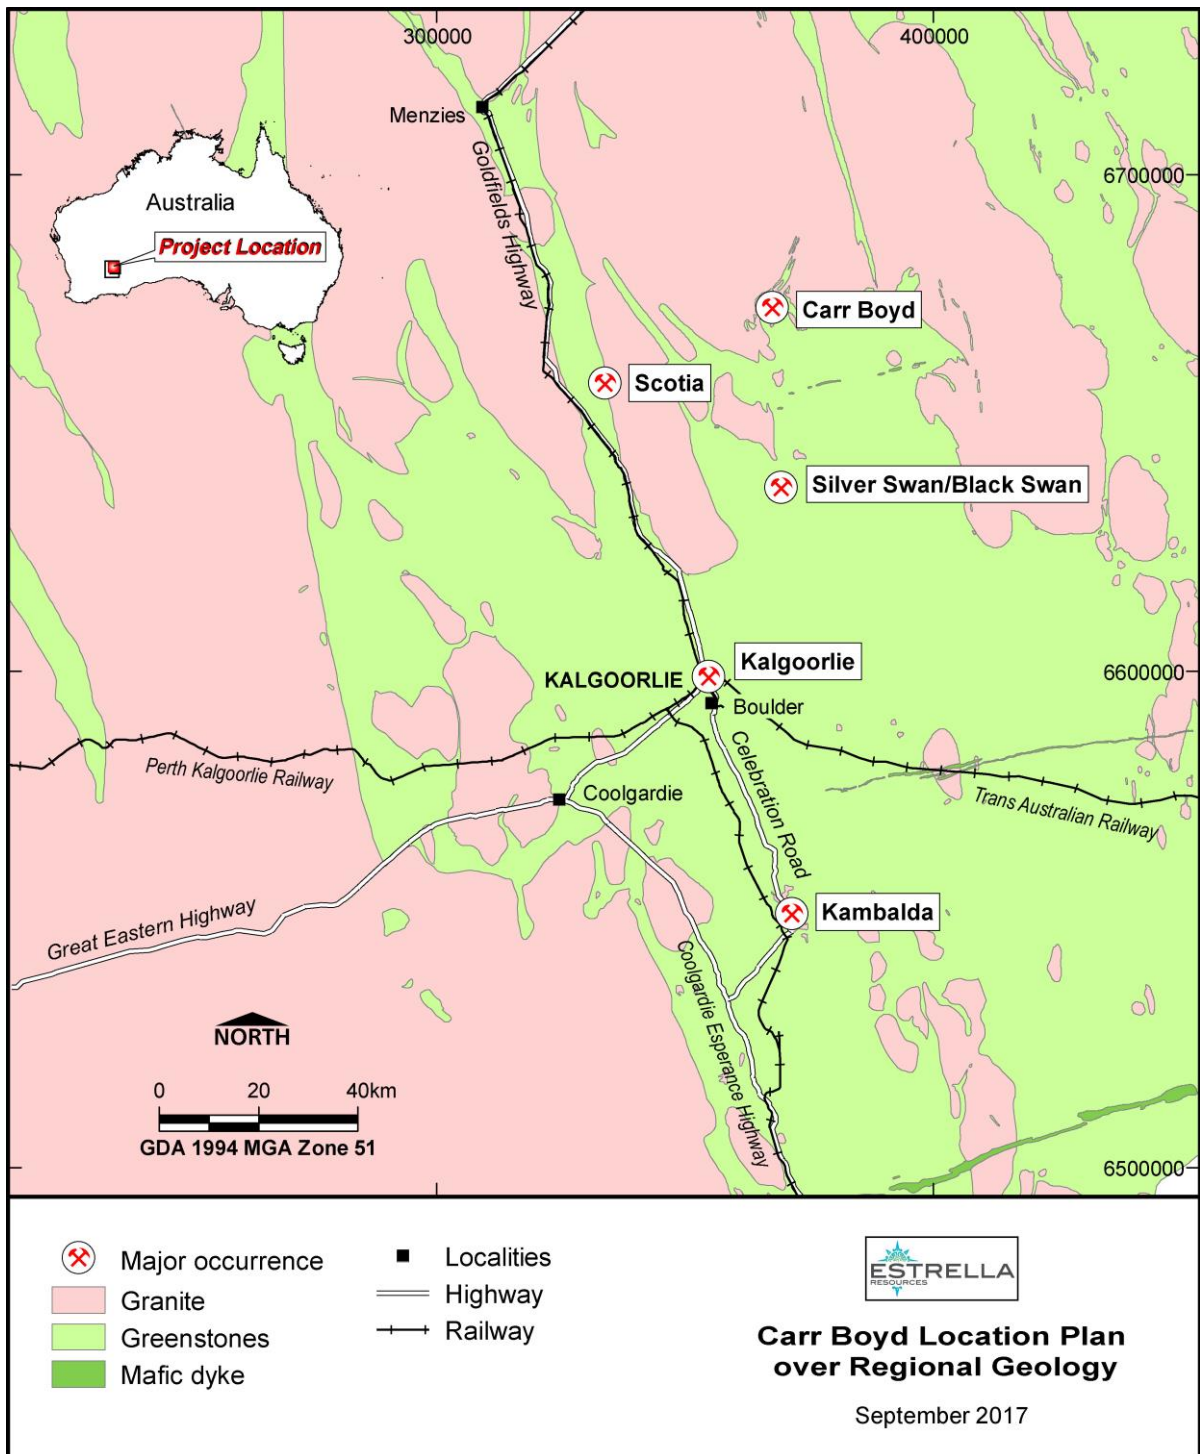 300000
400000
Menzies
Goldfields Highway
6700000
Australia
Project Location
Carr Boyd
Scotia
Silver Swan/Black Swan
Kalgoorlie
KALGOORLIE
6600000
Boulder
Celebration Road
Perth Kalgoorlie Railway
Coolgardie
Trans Australian Railway
Kambalda
Great Eastern Highway
Coolgardie Esperance Highway
NORTH
0 20 40km
GDA 1994 MGA Zone 51
6500000
Major occurrence
Granite
Greenstones
Mafic dyke
Localities
Highway
Railway
ESTRELLA
RESOURCES
Carr Boyd Location Plan
over Regional Geology
September 2017